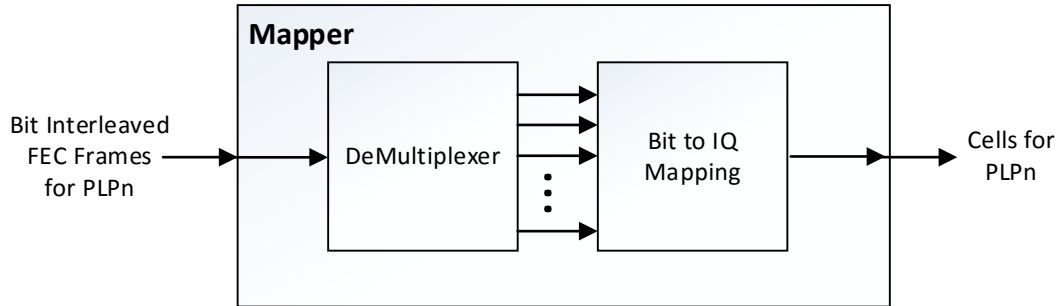 Mapper
Bit Interleaved
FEC Frames
for PLPn
DeMultiplexer
Bit to IQ
Mapping
Cells for
PLPn